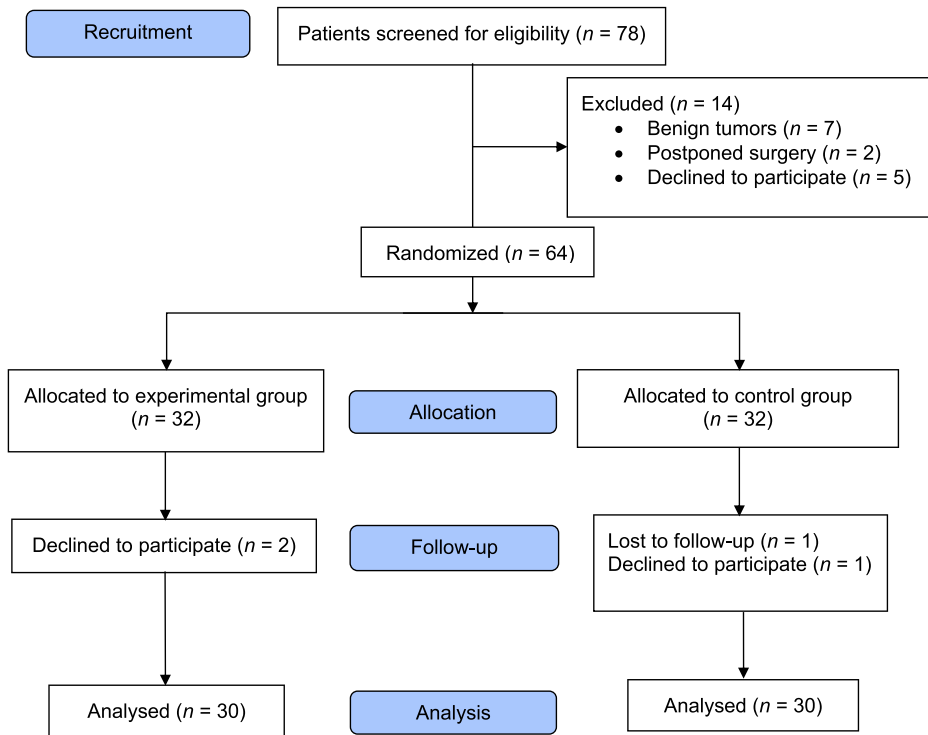 Recruitment
Patients screened for eligibility (n = 78)
Excluded (n = 14)
• Benign tumors (n = 7)
• Postponed surgery (n = 2)
• Declined to participate (n = 5)
Randomized (n = 64)
Allocated to experimental group
(n = 32)
Allocation
Allocated to control group
(n = 32)
Declined to participate (n = 2)
Follow-up
Lost to follow-up (n = 1)
Declined to participate (n = 1)
Analysed (n = 30)
Analysis
Analysed (n = 30)